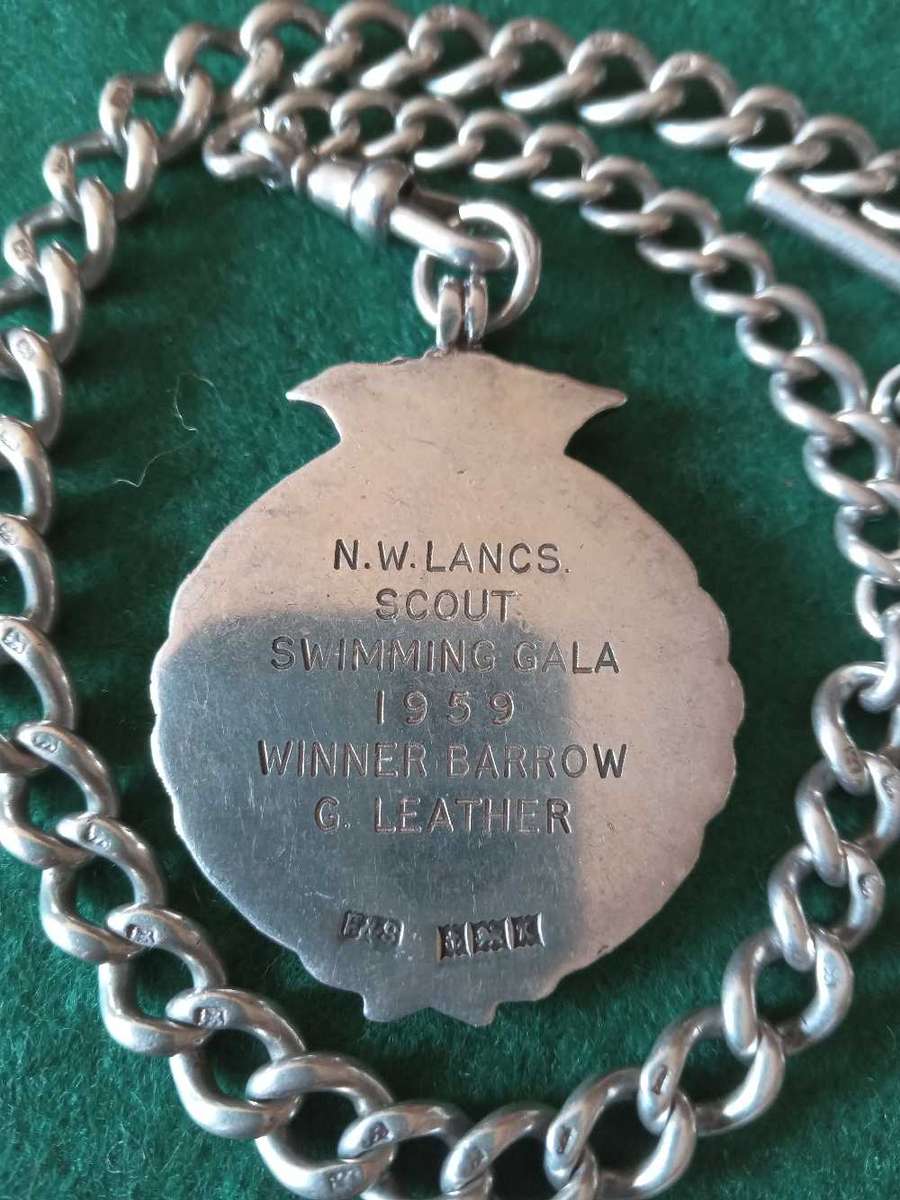 N.W.LANCS.
SCOUT
SWIMMING GALA
1959
WINNER BARROW
G. LEATHER